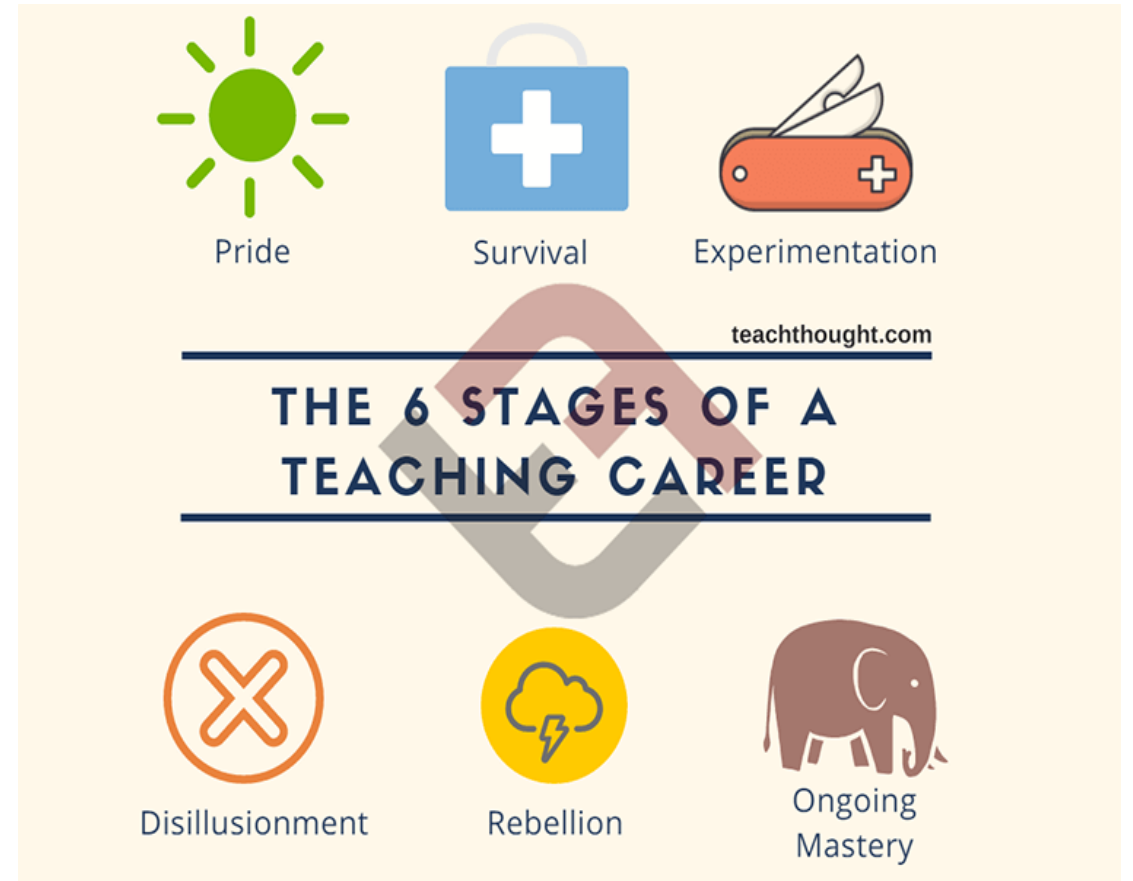 Pride
Survival
Experimentation
teachthought.com
THE 6 STAGES OF A
TEACHING CAREER
Disillusionment
Rebellion
Ongoing
Mastery